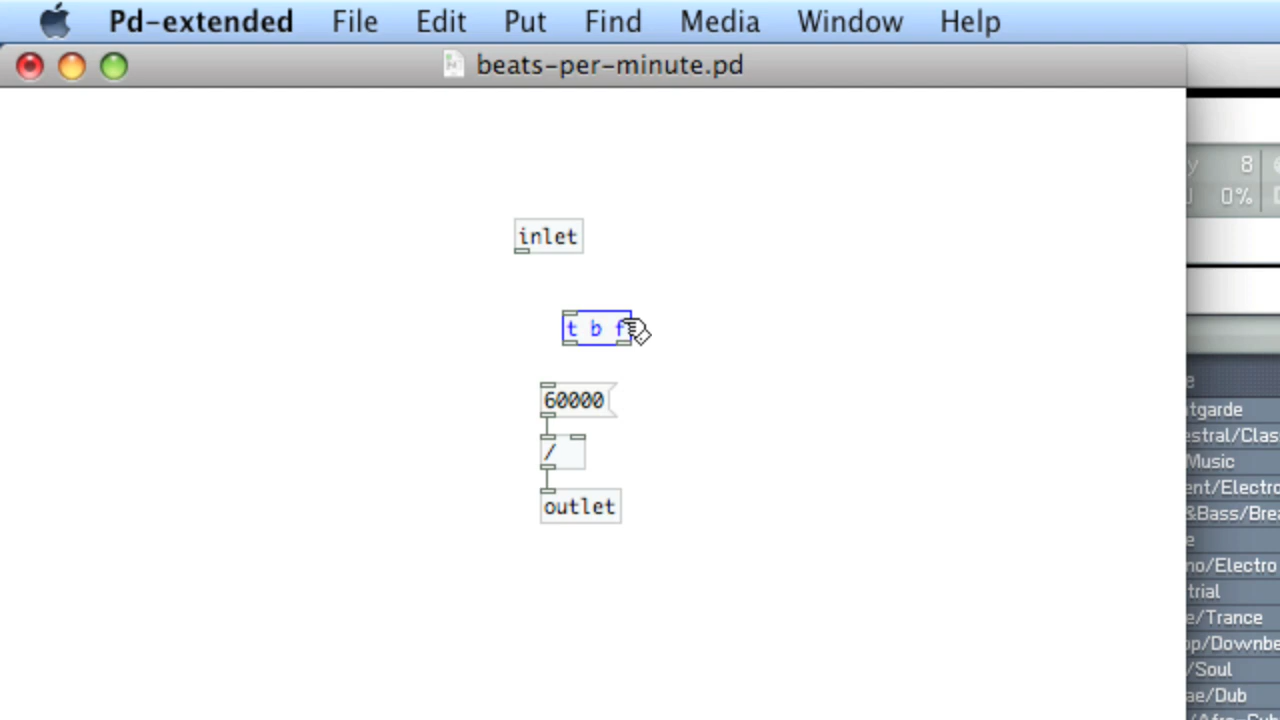 Pd-extended File Edit Put Find Media Window Help
beats-per-minute.pd
y 8
0%
inlet
t b f
60000
/
outlet
e
tgarde
estral/Clas
Music
ent/Electro
&Bass/Brea
e
no/Electro
trial
e/Trance
op/Downbe
/Soul
ae/Dub